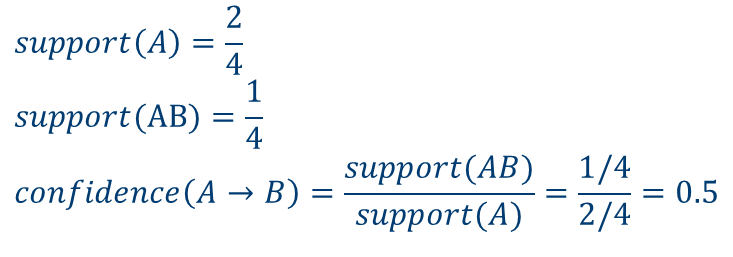 support(A) = 2/4
support(AB) = 1/4
confidence(A → B) = support(AB)/support(A) = (1/4)/(2/4) = 0.5